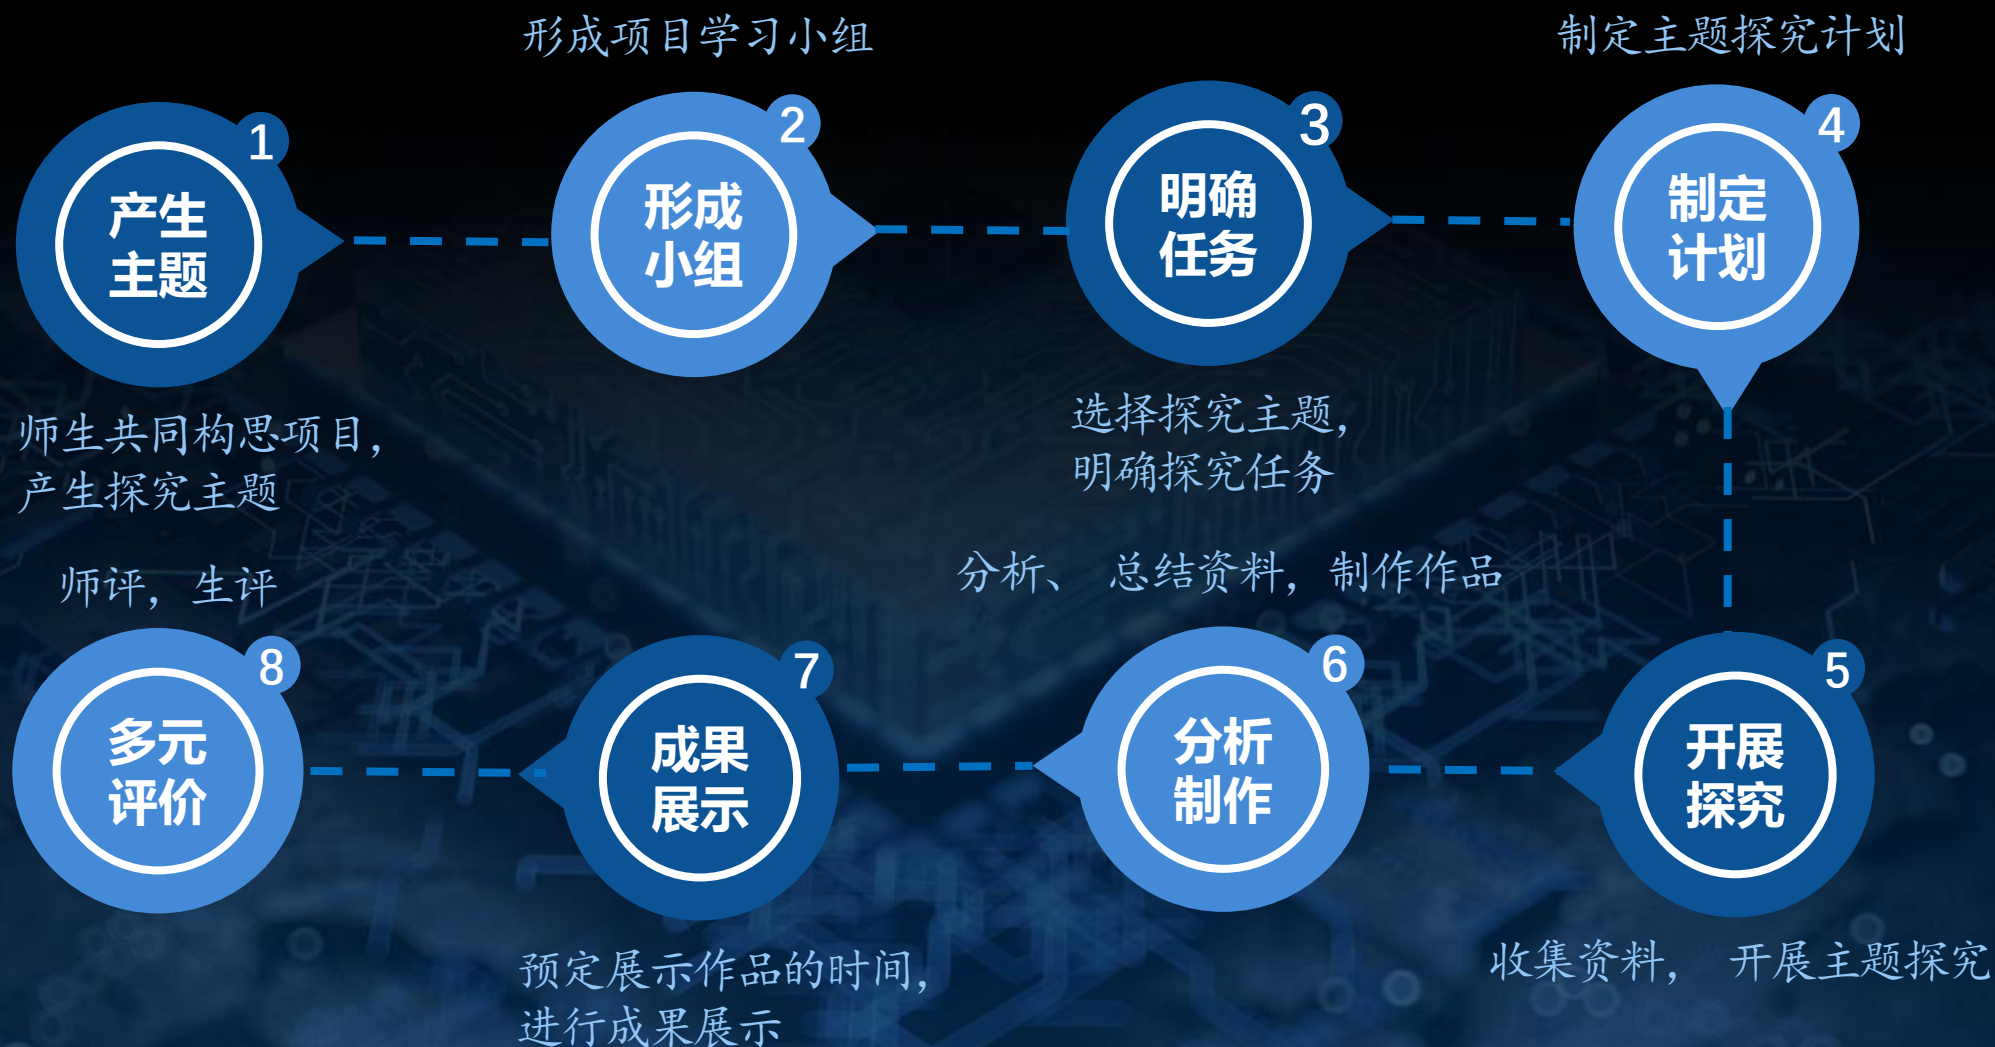 形成项目学习小组
制定主题探究计划
1
产生
主题
2
形成
小组
3
明确
任务
4
制定
计划
师生共同构思项目，
产生探究主题
选择探究主题，
明确探究任务
师评，生评
分析、 总结资料，制作作品
8
多元
评价
7
成果
展示
6
分析
制作
5
开展
探究
预定展示作品的时间，
进行成果展示
收集资料， 开展主题探究